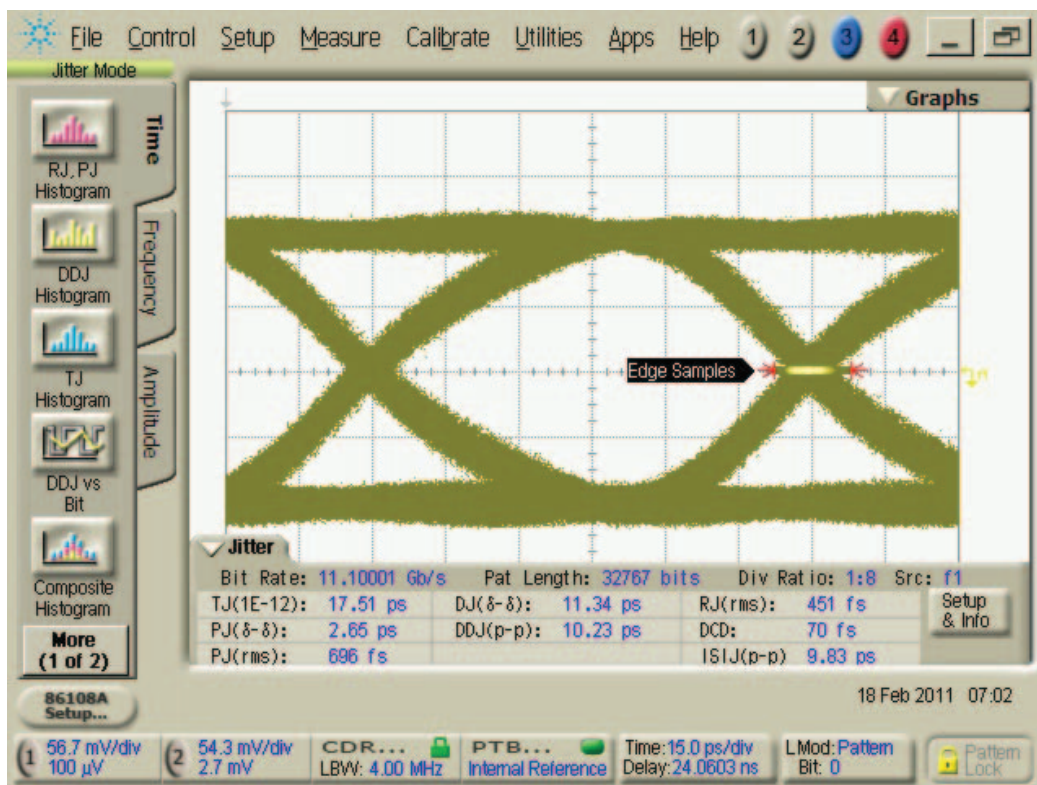 File Control Setup Measure Calibrate Utilities Apps Help 1 2 3 4
Jitter Mode
Graphs
RJ, PJ
Histogram
DDJ
Histogram
TJ
Histogram
DDJ vs
Bit
Composite
Histogram
More
(1 of 2)
Time
Frequency
Amplitude
Edge Samples
Jitter
Bit Rate: 11.10001 Gb/s Pat Length: 32767 bits Div Ratio: 1:8 Src: f1
TJ(1E-12): 17.51 ps DJ(δ-δ): 11.34 ps RJ(rms): 451 fs
PJ(δ-δ): 2.65 ps DDJ(p-p): 10.23 ps DCD: 70 fs
PJ(rms): 696 fs ISIJ(p-p) 9.83 ps
Setup
& Info
86108A
Setup...
18 Feb 2011 07:02
1 56.7 mV/div
100 µV
2 54.3 mV/div
2.7 mV
CDR...
LBW: 4.00 MHz
PTB...
Internal Reference
Time:15.0 ps/div
Delay:24.0603 ns
LMod:Pattern
Bit: 0
Pattern
Lock